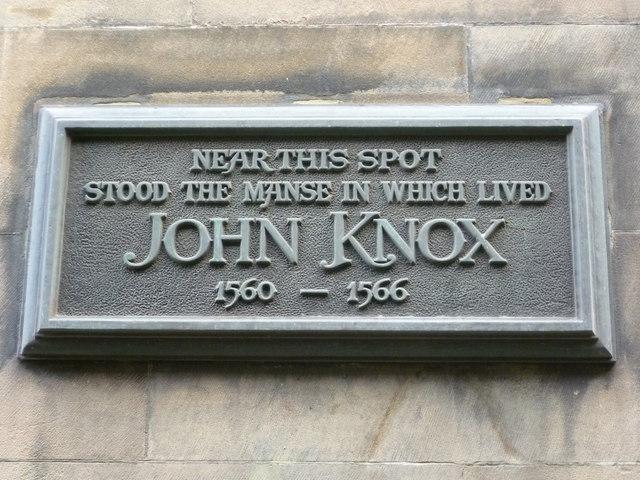 NEAR THIS SPOT
STOOD THE MANSE IN WHICH LIVED
JOHN KNOX
1560 – 1566